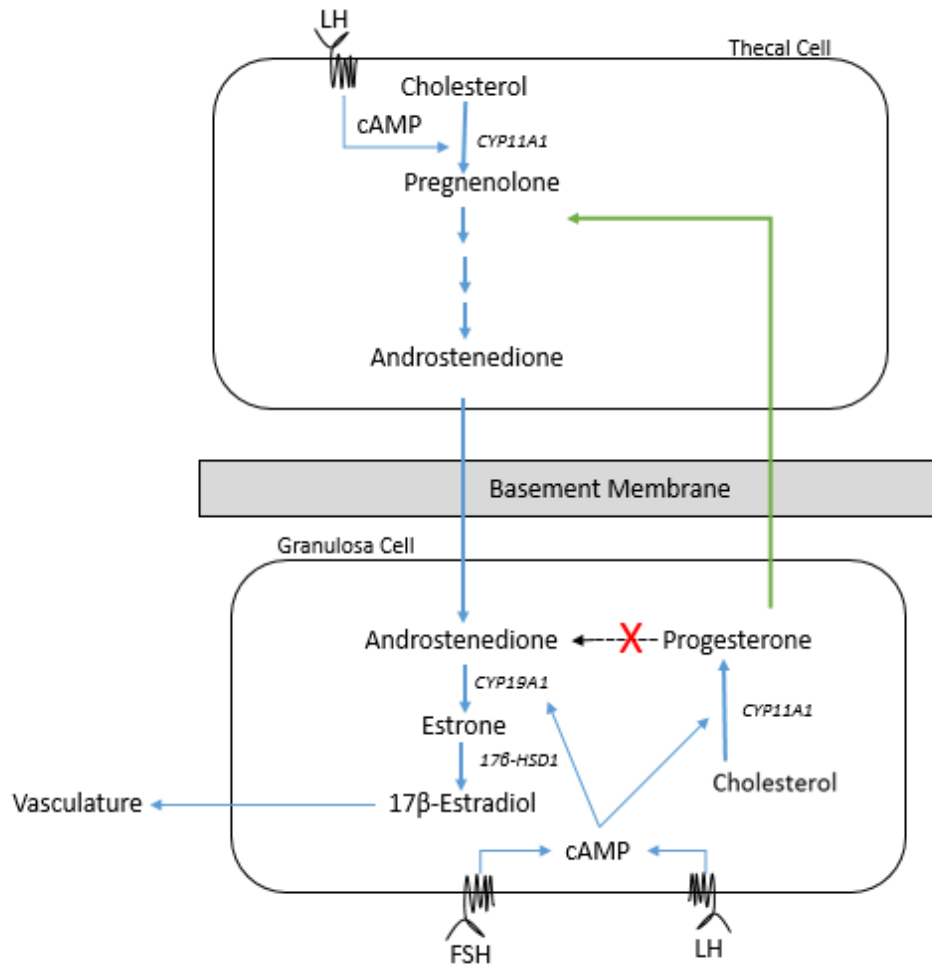 LH
Thecal Cell
Cholesterol
cAMP
CYP11A1
Pregnenolone
Androstenedione
Basement Membrane
Granulosa Cell
Androstenedione
X
Progesterone
CYP19A1
CYP11A1
Estrone
17β-HSD1
Cholesterol
Vasculature
17β-Estradiol
cAMP
FSH
LH